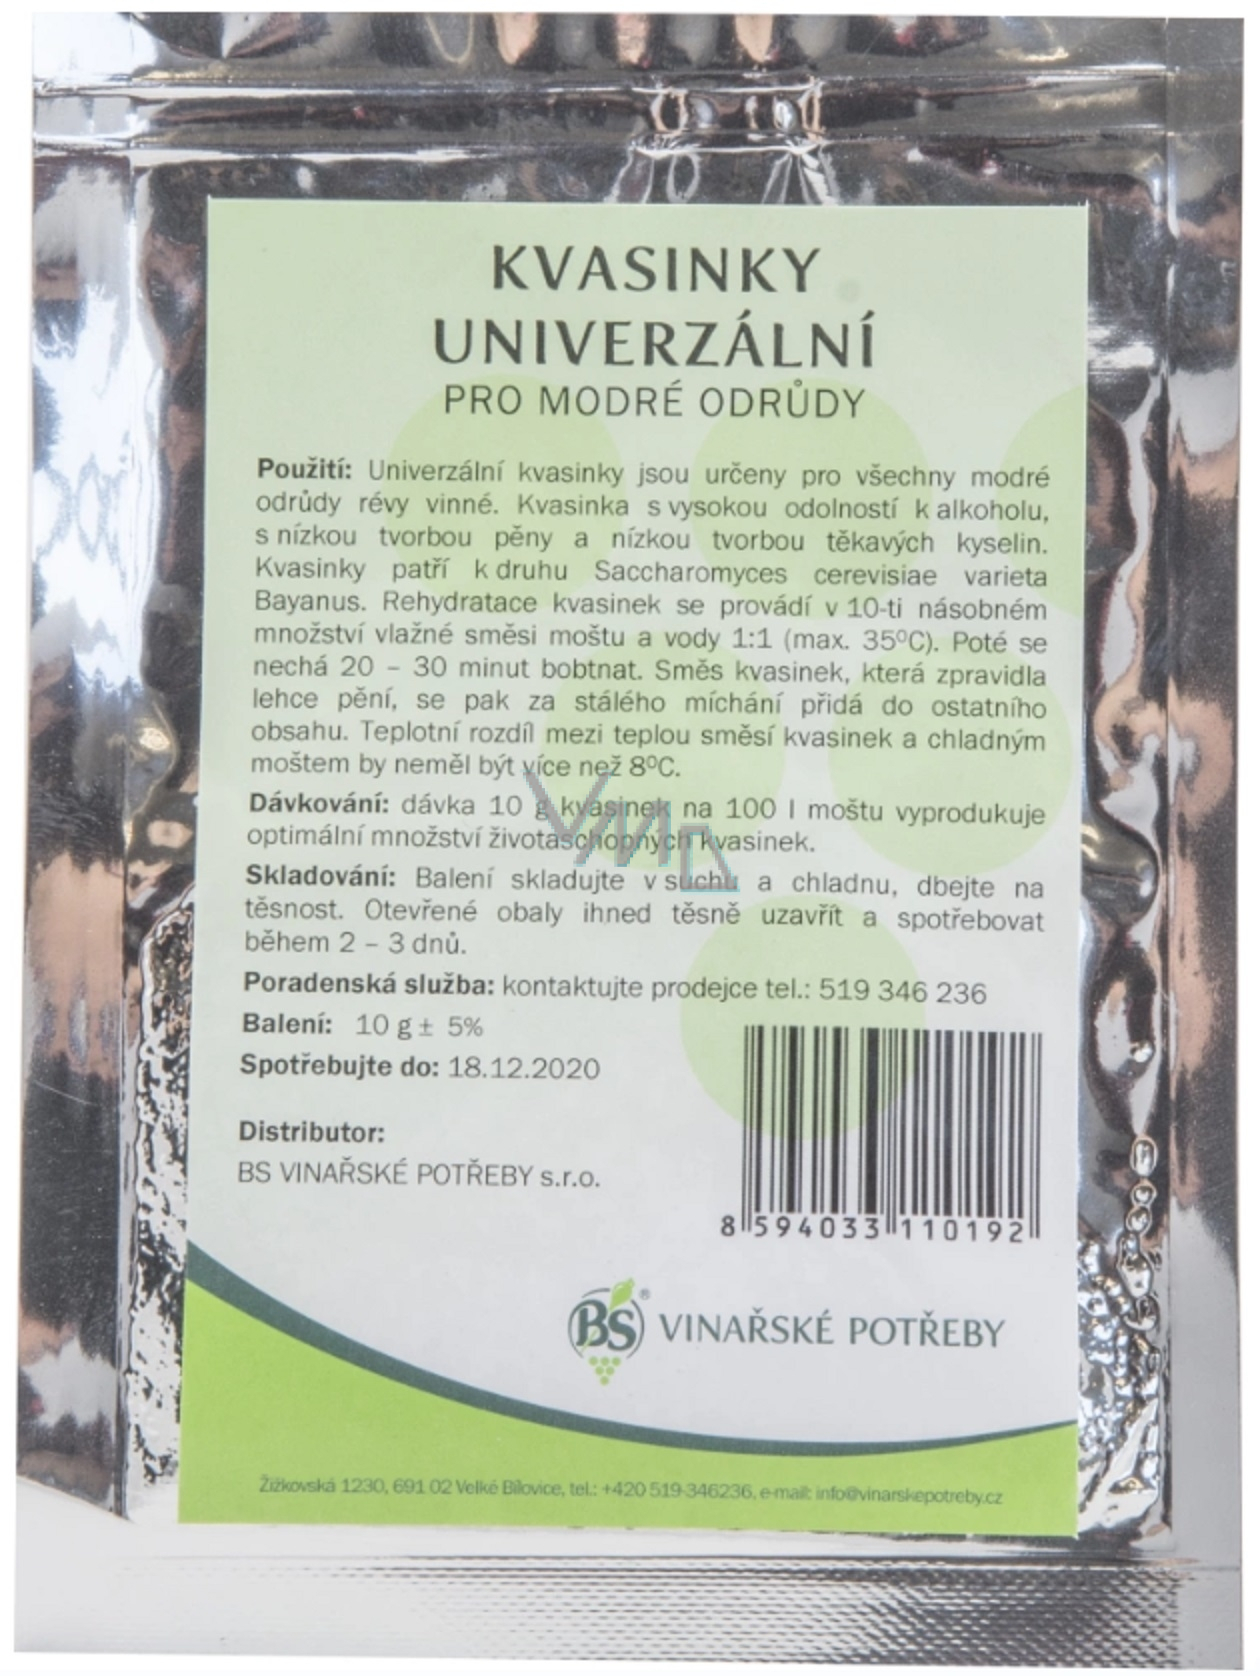 KVASINKY
UNIVERZÁLNÍ
PRO MODRÉ ODRŮDY
Použití: Univerzální kvasinky jsou určeny pro všechny modré
odrůdy révy vinné. Kvasinka s vysokou odolností k alkoholu,
s nízkou tvorbou pěny a nízkou tvorbou těkavých kyselin.
Kvasinky patří k druhu Saccharomyces cerevisiae varieta
Bayanus. Rehydratace kvasinek se provádí v 10-ti násobném
množství vlažné směsi moštu a vody 1:1 (max. 35ºC). Poté se
nechá 20 – 30 minut bobtnat. Směs kvasinek, která zpravidla
lehce pění, se pak za stálého míchání přidá do ostatního
obsahu. Teplotní rozdíl mezi teplou směsí kvasinek a chladným
moštem by neměl být více než 8ºC.
Dávkování: dávka 10 g kvasinek na 100 l moštu vyprodukuje
optimální množství životaschopných kvasinek.
Skladování: Balení skladujte v suchu a chladnu, dbejte na
těsnost. Otevřené obaly ihned těsně uzavřít a spotřebovat
během 2 – 3 dnů.
Poradenská služba: kontaktujte prodejce tel.: 519 346 236
Balení: 10 g ± 5%
Spotřebujte do: 18.12.2020
Distributor:
BS VINAŘSKÉ POTŘEBY s.r.o.
8 594033 110192
BS® VINAŘSKÉ POTŘEBY
Žižkovská 1230, 691 02 Velké Bílovice, tel.: +420 519 346236, e-mail: info@vinarskepotreby.cz
VMD